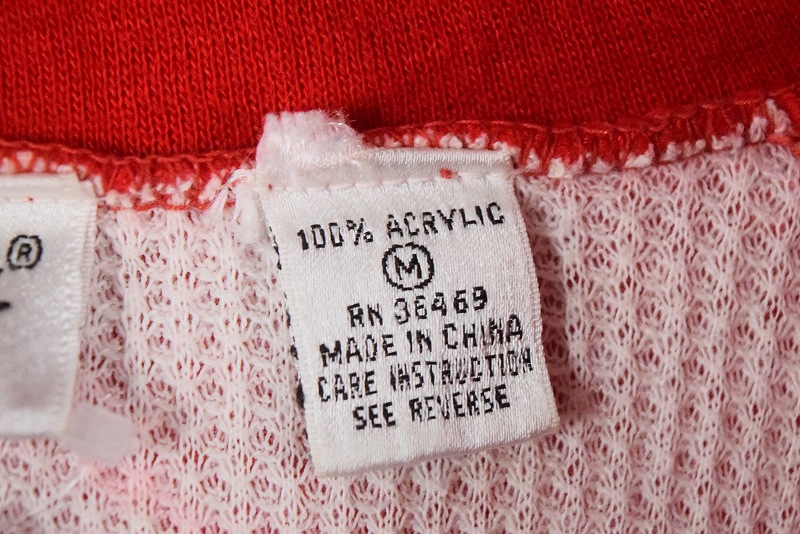 100% ACRYLIC
M
RN 36469
MADE IN CHINA
CARE INSTRUCTION
SEE REVERSE
®